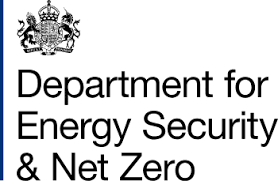 Department for
Energy Security
& Net Zero